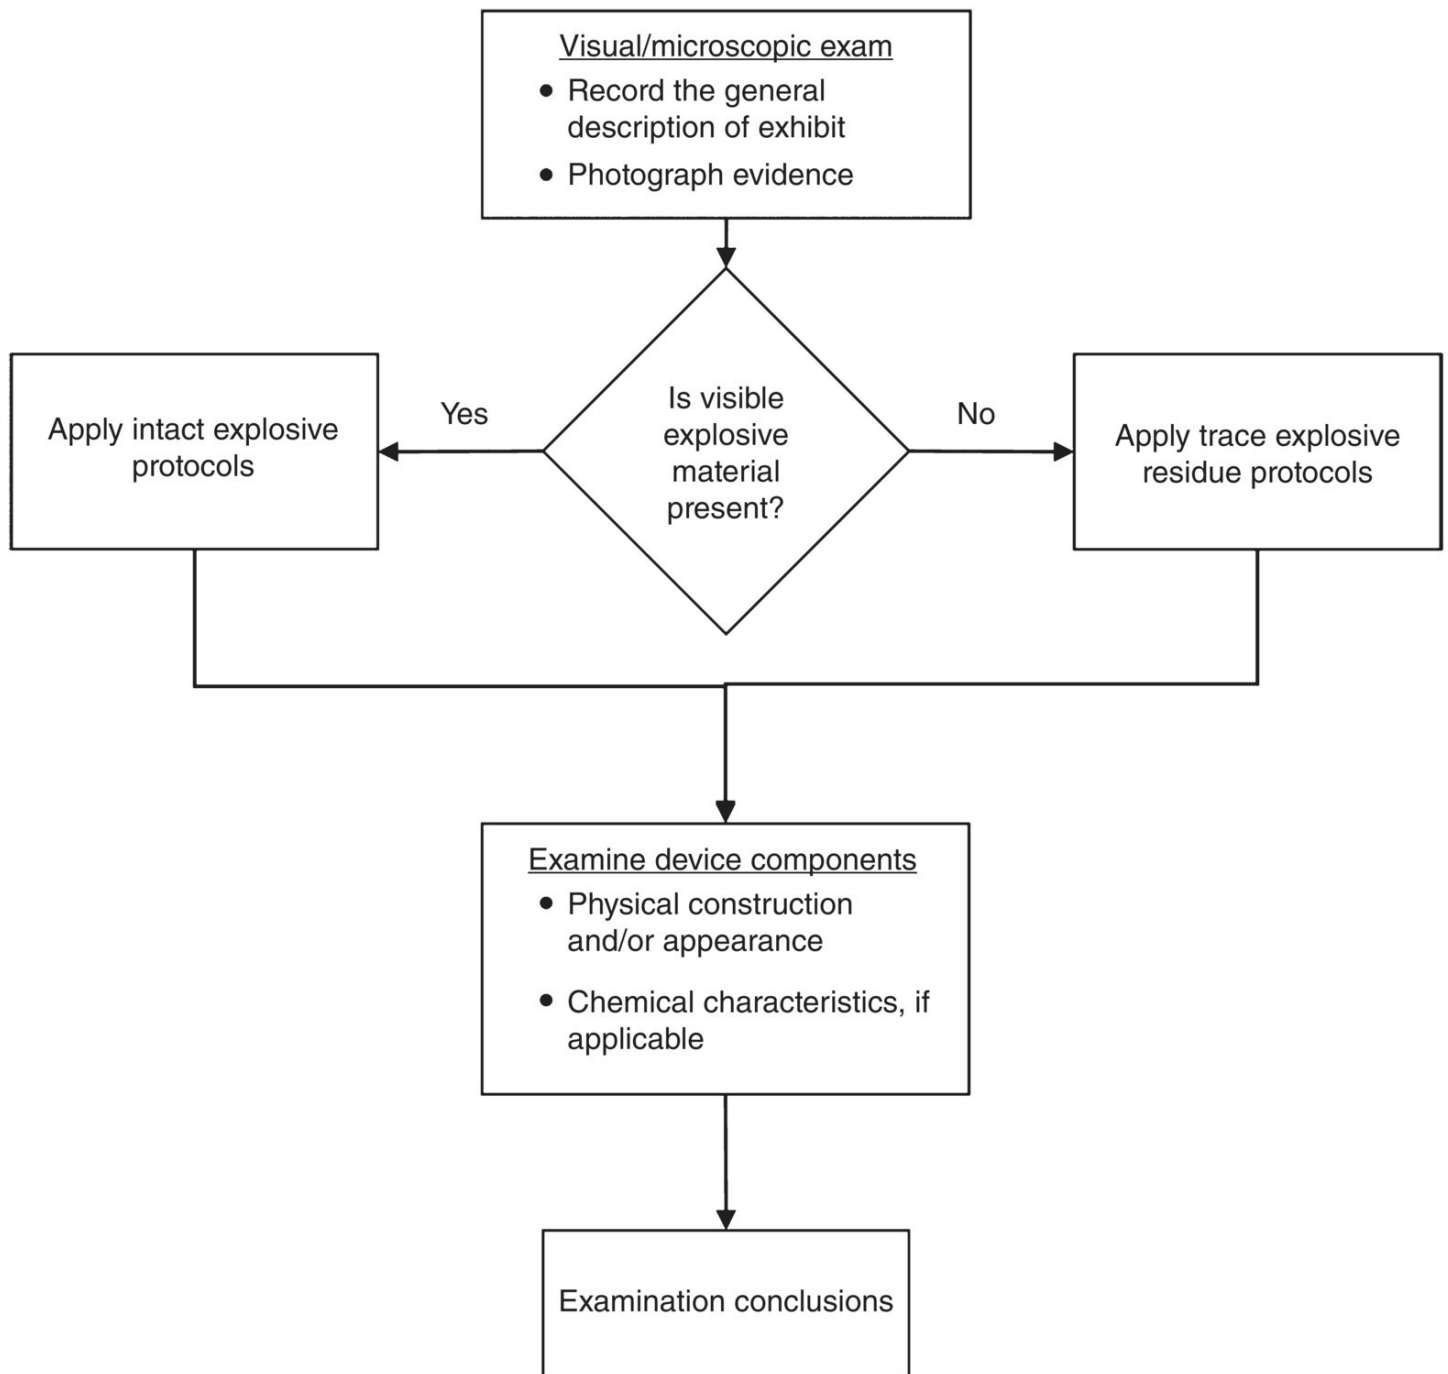 Visual/microscopic exam
● Record the general
description of exhibit
● Photograph evidence
Is visible
explosive
material
present?
Yes
No
Apply intact explosive
protocols
Apply trace explosive
residue protocols
Examine device components
● Physical construction
and/or appearance
● Chemical characteristics, if
applicable
Examination conclusions